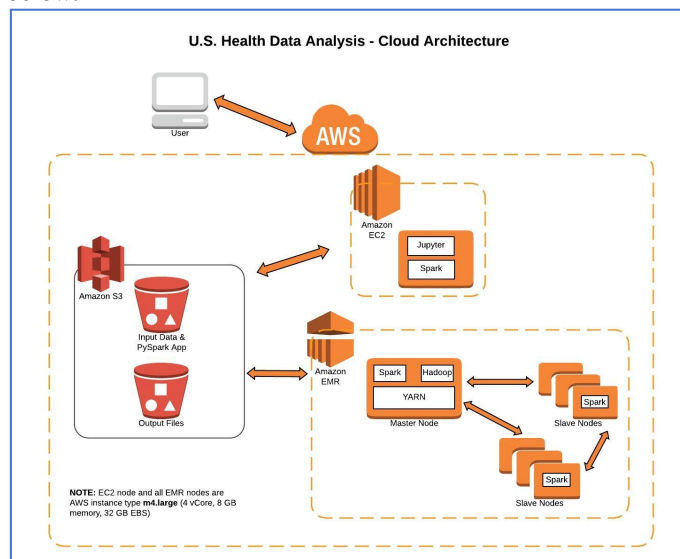 U.S. Health Data Analysis - Cloud Architecture
User
AWS
Amazon
EC2
Jupyter
Spark
Amazon S3
Input Data &
PySpark App
Output Files
Amazon
EMR
Spark
Hadoop
YARN
Master Node
Spark
Slave Nodes
Spark
Slave Nodes
NOTE: EC2 node and all EMR nodes are
AWS instance type m4.large (4 vCore, 8 GB
memory, 32 GB EBS)